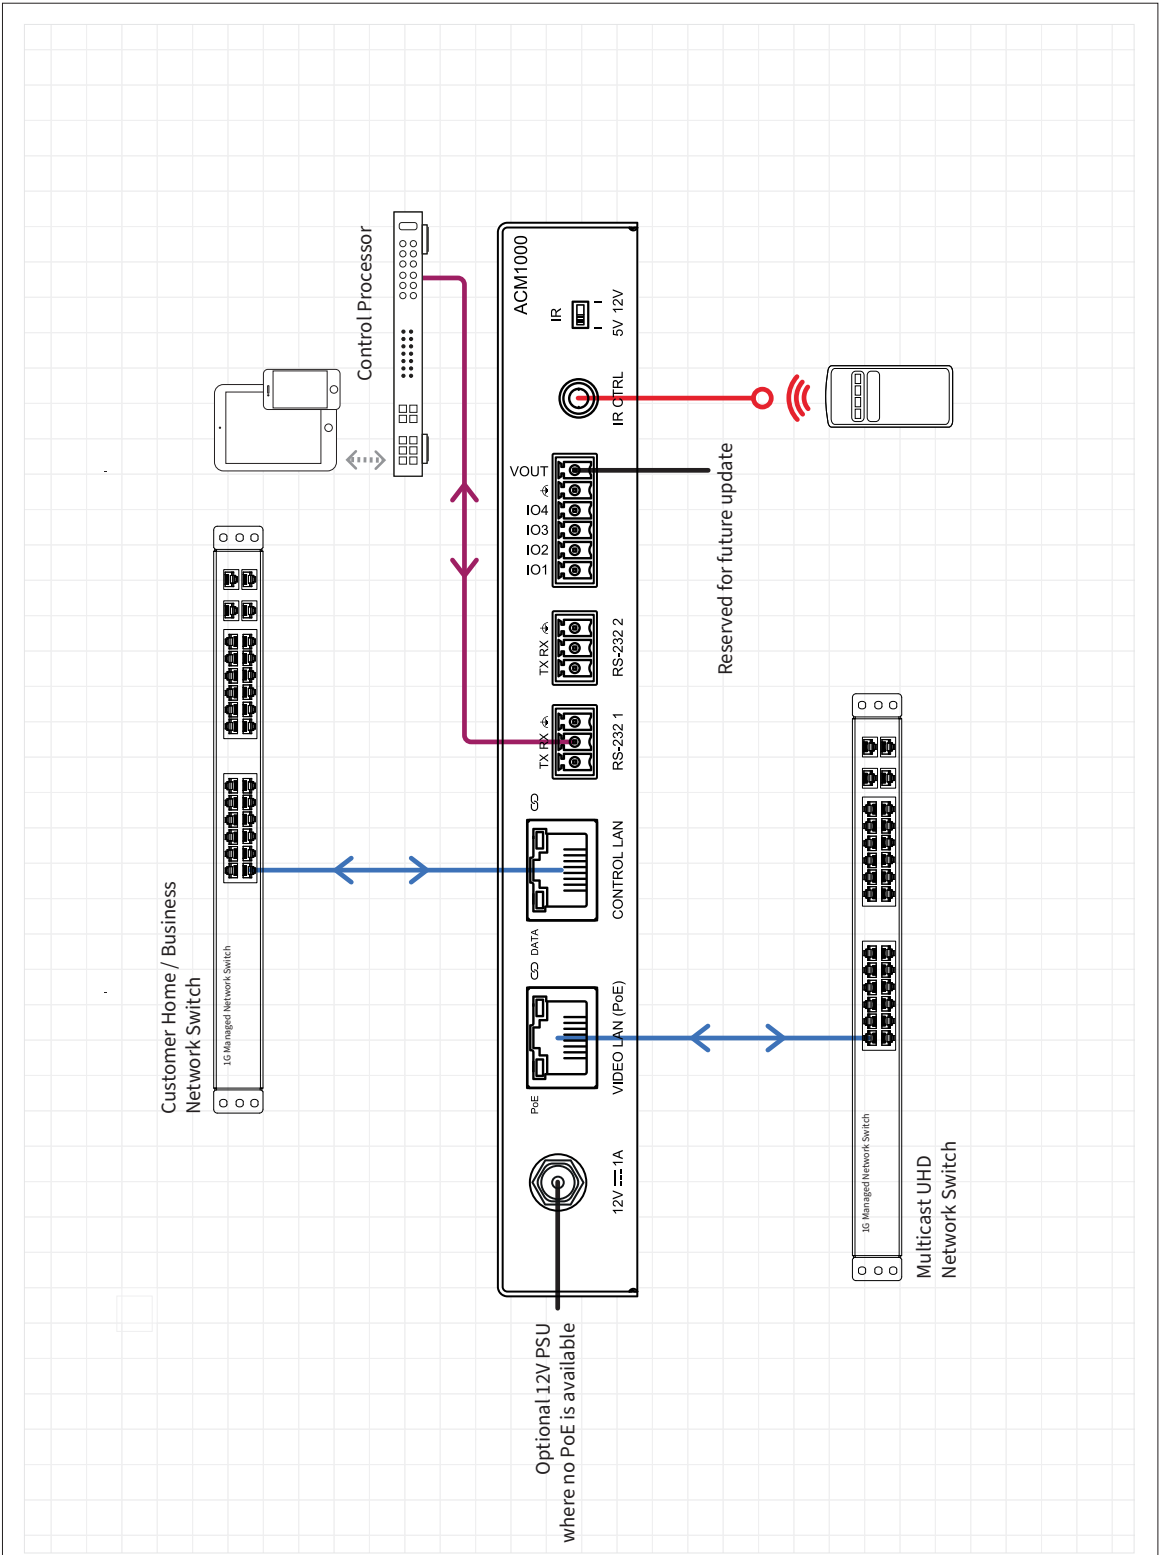 Customer Home / Business
Network Switch
1G Managed Network Switch
Control Processor
Optional 12V PSU
where no PoE is available
PoE
DATA
TX RX
TX RX
IO1
IO2
IO3
IO4
VOUT
IR
ACM1000
12V 1A
VIDEO LAN (PoE)
CONTROL LAN
RS-232 1
RS-232 2
IR CTRL
5V 12V
Reserved for future update
1G Managed Network Switch
Multicast UHD
Network Switch